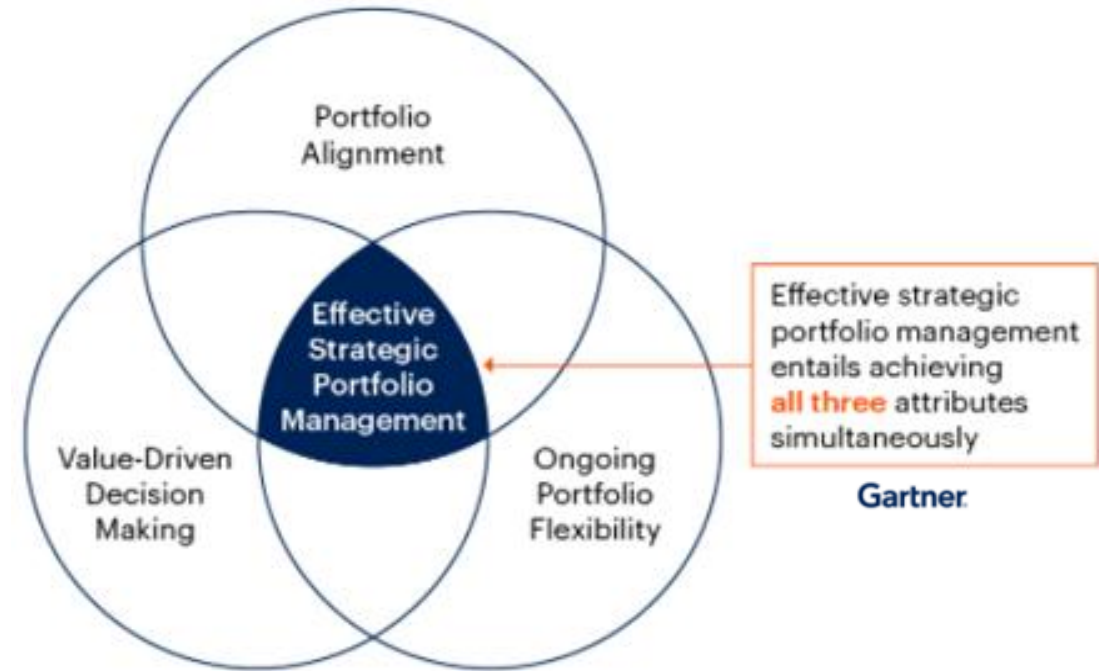 Portfolio
Alignment
Effective
Strategic
Portfolio
Management
Value-Driven
Decision
Making
Ongoing
Portfolio
Flexibility
Effective strategic
portfolio management
entails achieving
all three attributes
simultaneously
Gartner